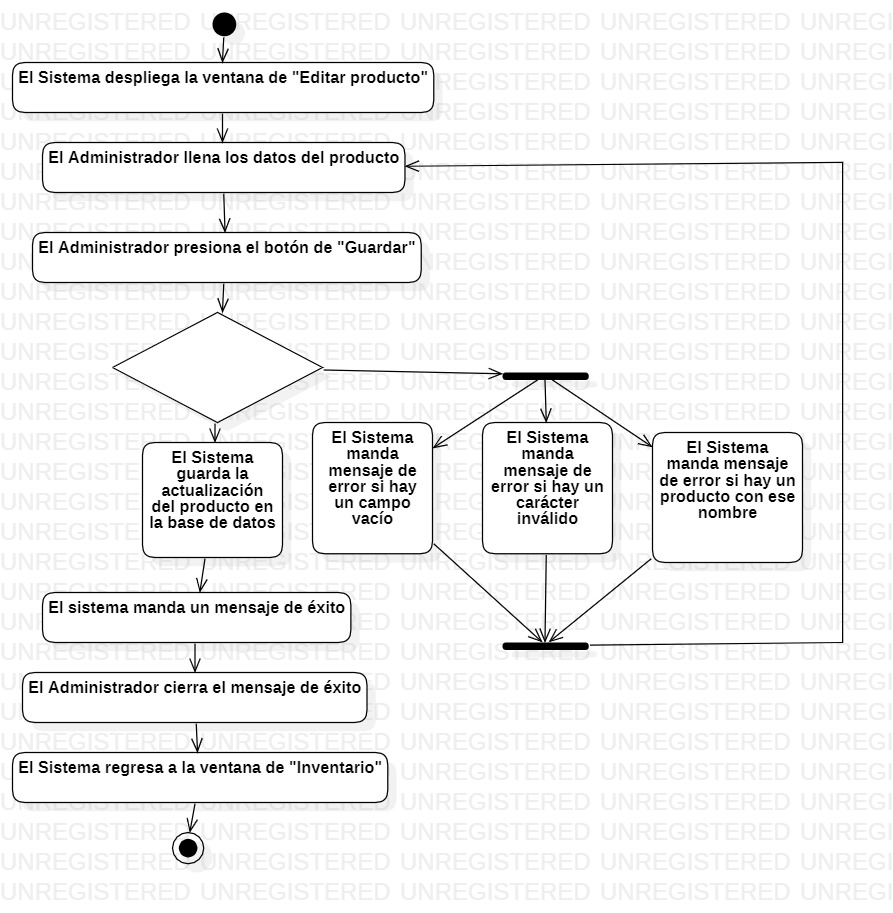 El Sistema despliega la ventana de "Editar producto"
El Administrador llena los datos del producto
El Administrador presiona el botón de "Guardar"
El Sistema
guarda la
actualización
del producto en
la base de datos
El Sistema
manda
mensaje de
error si hay
un campo
vacío
El Sistema
manda
mensaje de
error si hay un
carácter
inválido
El Sistema
manda mensaje
de error si hay un
producto con ese
nombre
El sistema manda un mensaje de éxito
El Administrador cierra el mensaje de éxito
El Sistema regresa a la ventana de "Inventario"
UNREGISTERED